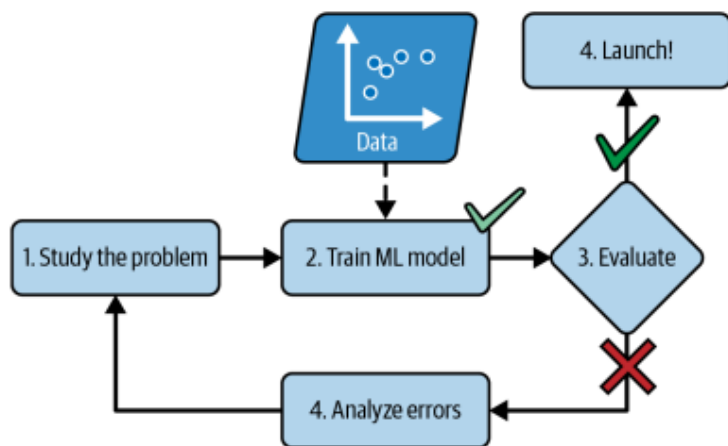 4. Launch!
Data
1. Study the problem
2. Train ML model
3. Evaluate
4. Analyze errors